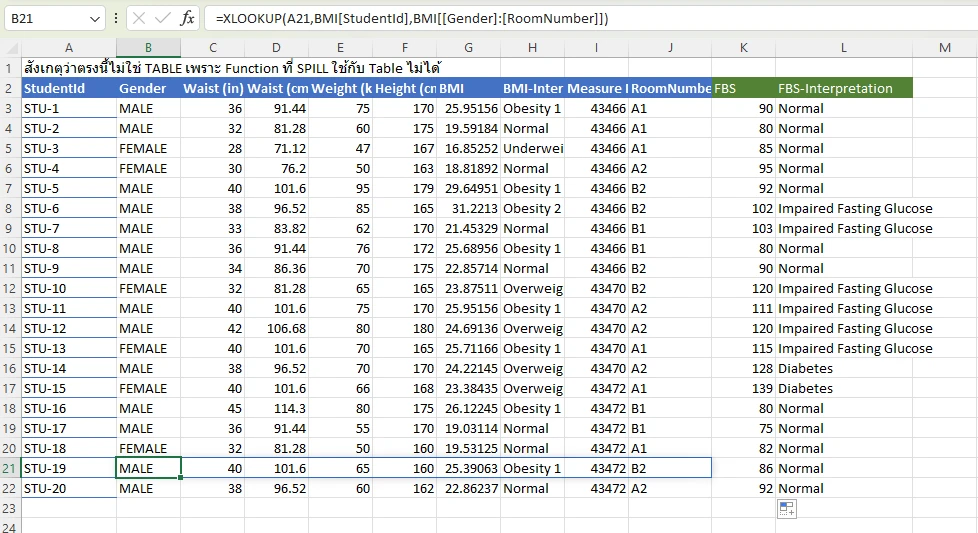 B21 =XLOOKUP(A21,BMI[StudentId],BMI[[Gender]:[RoomNumber]])
A B C D E F G H I J K L M
1 สังเกตุว่าตรงนี้ไม่ใช่ TABLE เพราะ Function ที่ SPILL ใช้กับ Table ไม่ได้
2 StudentId Gender Waist (in) Waist (cm Weight (k Height (cm BMI BMI-Inter Measure I RoomNumbe FBS FBS-Interpretation
3 STU-1 MALE 36 91.44 75 170 25.95156 Obesity 1 43466 A1 90 Normal
4 STU-2 MALE 32 81.28 60 175 19.59184 Normal 43466 A1 80 Normal
5 STU-3 FEMALE 28 71.12 47 167 16.85252 Underwei 43466 A1 85 Normal
6 STU-4 FEMALE 30 76.2 50 163 18.81892 Normal 43466 A2 95 Normal
7 STU-5 MALE 40 101.6 95 179 29.64951 Obesity 1 43466 B2 92 Normal
8 STU-6 MALE 38 96.52 85 165 31.2213 Obesity 2 43466 B2 102 Impaired Fasting Glucose
9 STU-7 MALE 33 83.82 62 170 21.45329 Normal 43466 B1 103 Impaired Fasting Glucose
10 STU-8 MALE 36 91.44 76 172 25.68956 Obesity 1 43466 B1 80 Normal
11 STU-9 MALE 34 86.36 70 175 22.85714 Normal 43466 B2 90 Normal
12 STU-10 FEMALE 32 81.28 65 165 23.87511 Overweig 43470 B2 120 Impaired Fasting Glucose
13 STU-11 MALE 40 101.6 75 170 25.95156 Obesity 1 43470 A2 111 Impaired Fasting Glucose
14 STU-12 MALE 42 106.68 80 180 24.69136 Overweig 43470 A2 120 Impaired Fasting Glucose
15 STU-13 FEMALE 40 101.6 70 165 25.71166 Obesity 1 43470 A1 115 Impaired Fasting Glucose
16 STU-14 MALE 38 96.52 70 170 24.22145 Overweig 43470 A2 128 Diabetes
17 STU-15 FEMALE 40 101.6 66 168 23.38435 Overweig 43472 A1 139 Diabetes
18 STU-16 MALE 45 114.3 80 175 26.12245 Obesity 1 43472 B1 80 Normal
19 STU-17 MALE 36 91.44 55 170 19.03114 Normal 43472 B1 75 Normal
20 STU-18 FEMALE 32 81.28 50 160 19.53125 Normal 43472 A1 82 Normal
21 STU-19 MALE 40 101.6 65 160 25.39063 Obesity 1 43472 B2 86 Normal
22 STU-20 MALE 38 96.52 60 162 22.86237 Normal 43472 A2 92 Normal
23
24